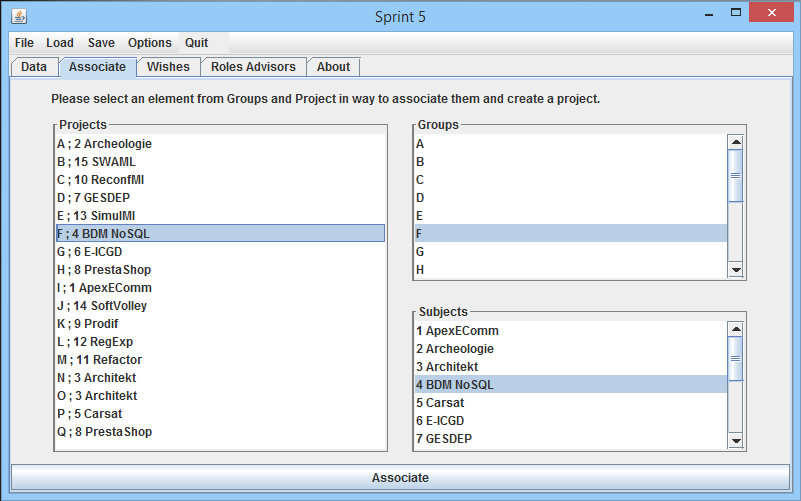 Sprint 5
File Load Save Options Quit
Data Associate Wishes Roles Advisors About
Please select an element from Groups and Project in way to associate them and create a project.
Projects
A ; 2 Archeologie
B ; 15 SWAML
C ; 10 ReconfMI
D ; 7 GESDEP
E ; 13 SimulMI
F ; 4 BDM NoSQL
G ; 6 E-ICGD
H ; 8 PrestaShop
I ; 1 ApexEComm
J ; 14 SoftVolley
K ; 9 Prodif
L ; 12 RegExp
M ; 11 Refactor
N ; 3 Architekt
O ; 3 Architekt
P ; 5 Carsat
Q ; 8 PrestaShop
Groups
A
B
C
D
E
F
G
H
Subjects
1 ApexEComm
2 Archeologie
3 Architekt
4 BDM NoSQL
5 Carsat
6 E-ICGD
7 GESDEP
Associate